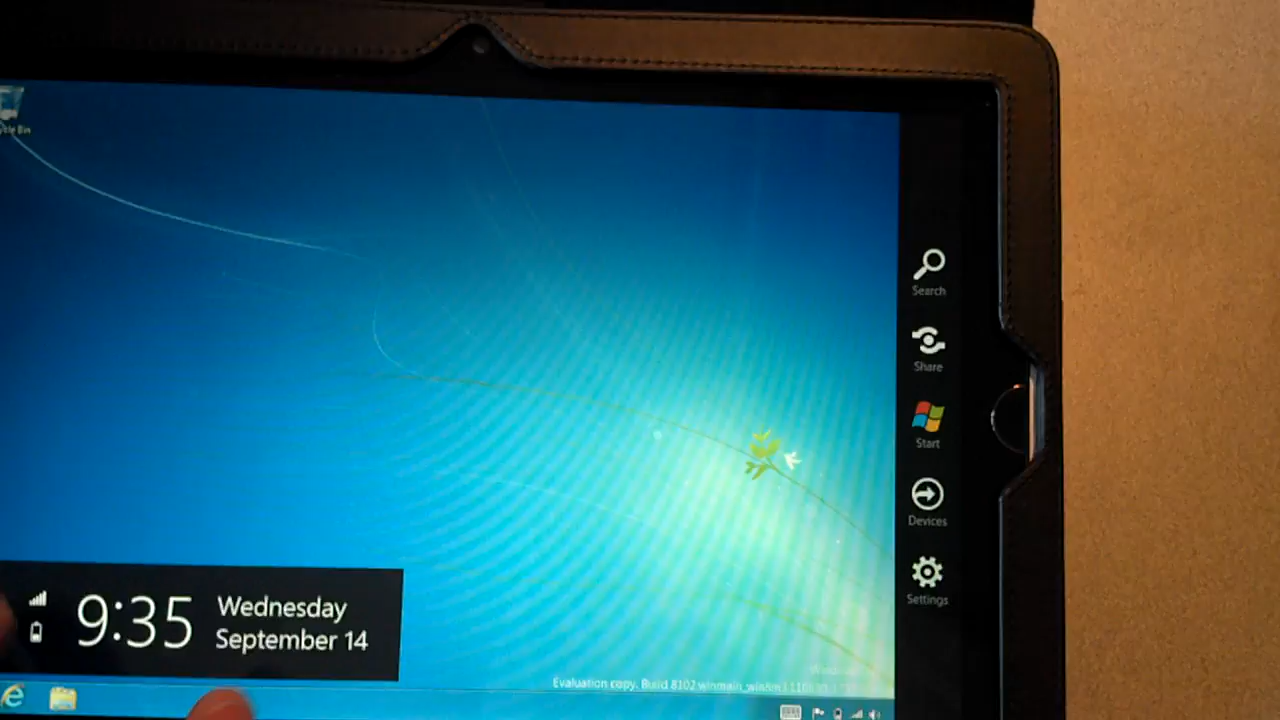 Search
Share
Start
Devices
Settings
9:35
Wednesday
September 14
Evaluation copy. Build 8102